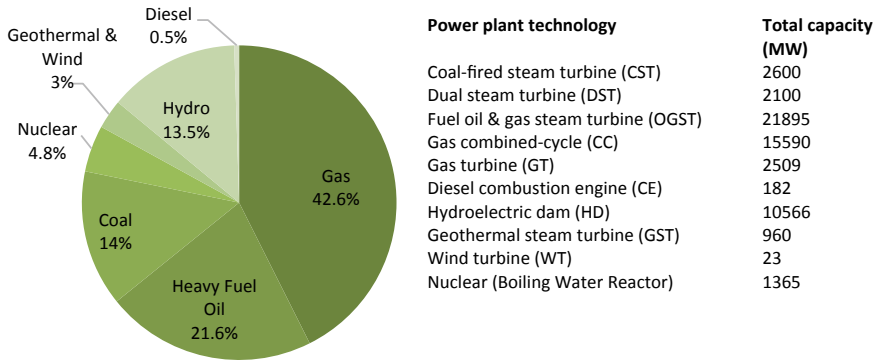 Diesel
0.5%
Geothermal &
Wind
3%
Nuclear
4.8%
Hydro
13.5%
Gas
42.6%
Coal
14%
Heavy Fuel
Oil
21.6%
Power plant technology Total capacity
(MW)
Coal-fired steam turbine (CST) 2600
Dual steam turbine (DST) 2100
Fuel oil & gas steam turbine (OGST) 21895
Gas combined-cycle (CC) 15590
Gas turbine (GT) 2509
Diesel combustion engine (CE) 182
Hydroelectric dam (HD) 10566
Geothermal steam turbine (GST) 960
Wind turbine (WT) 23
Nuclear (Boiling Water Reactor) 1365